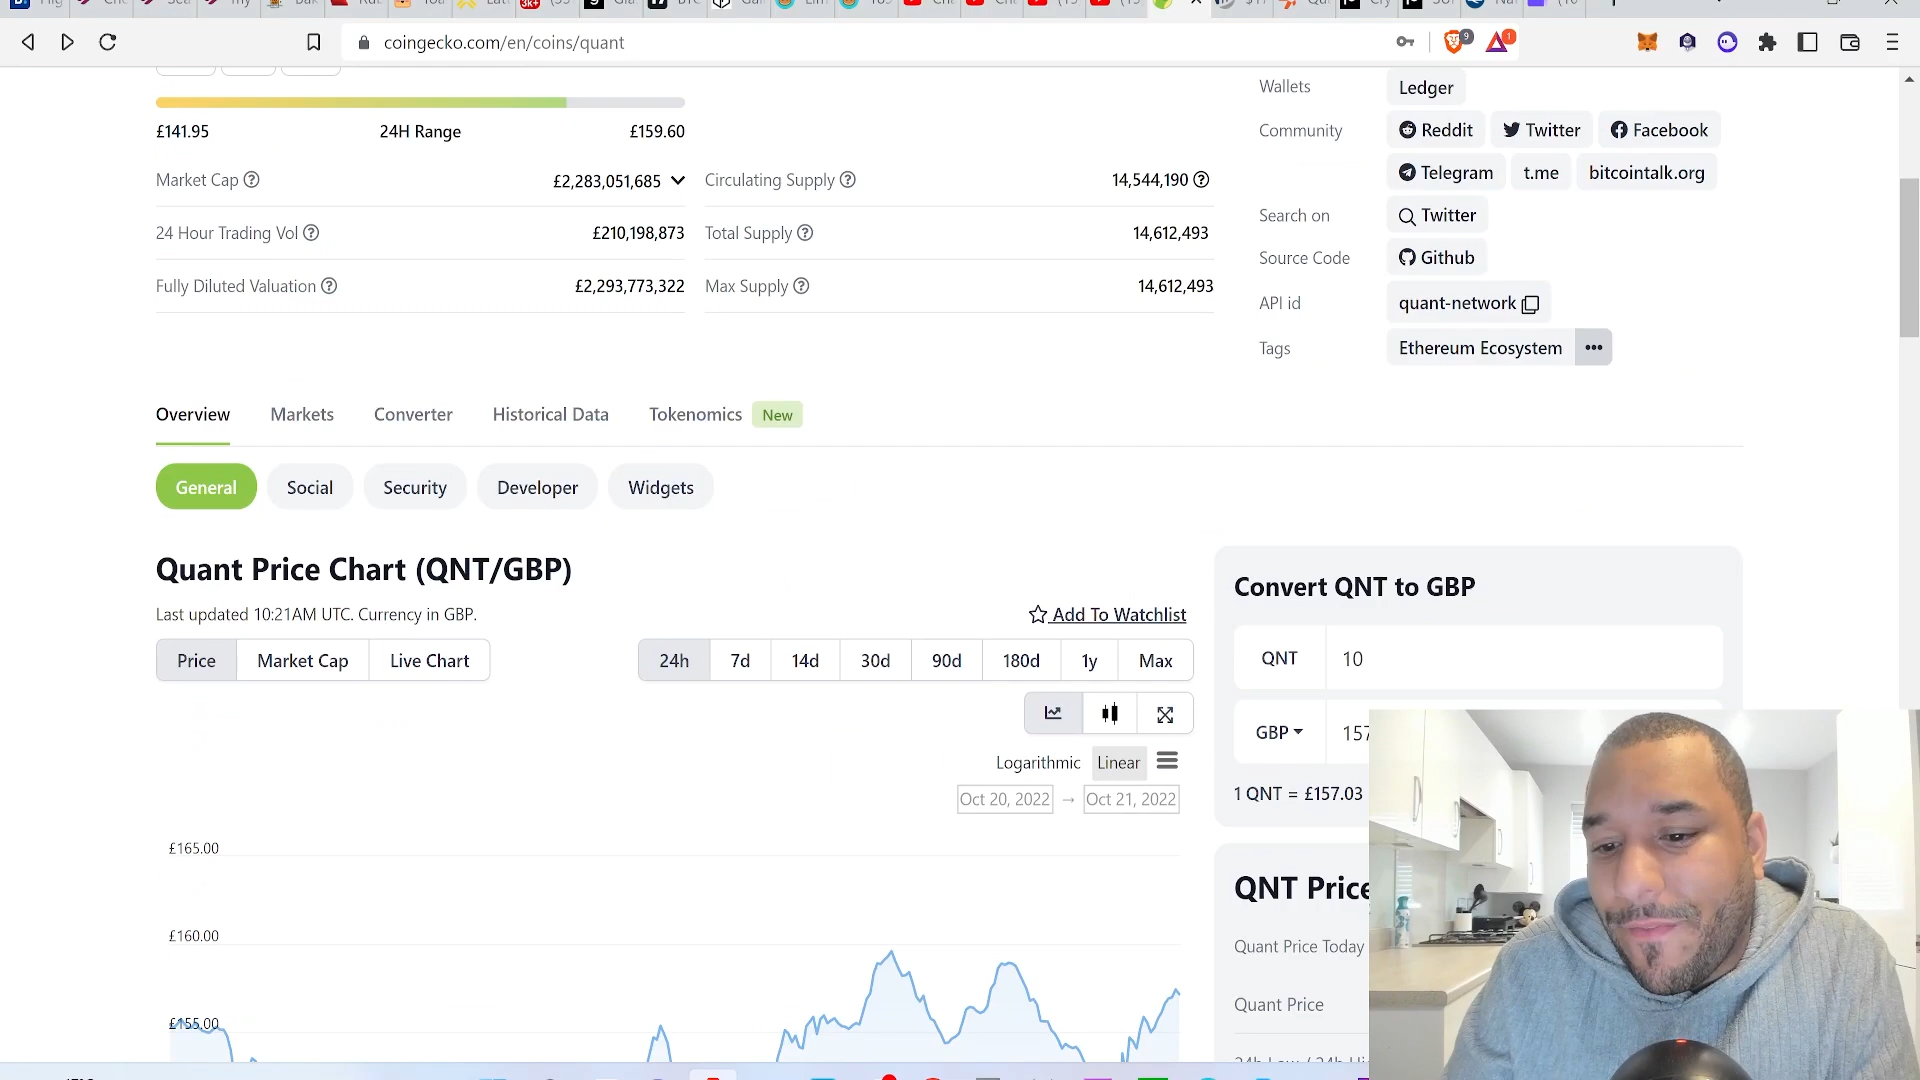 coingecko.com/en/coins/quant
9
1
£141.95 24H Range £159.60
Market Cap £2,283,051,685
Circulating Supply 14,544,190
24 Hour Trading Vol £210,198,873
Total Supply 14,612,493
Fully Diluted Valuation £2,293,773,322
Max Supply 14,612,493
Wallets Ledger
Community Reddit Twitter Facebook
Telegram t.me bitcointalk.org
Search on Twitter
Source Code Github
API id quant-network
Tags Ethereum Ecosystem •••
Overview Markets Converter Historical Data Tokenomics New
General Social Security Developer Widgets
Quant Price Chart (QNT/GBP)
Last updated 10:21AM UTC. Currency in GBP.
Add To Watchlist
Price Market Cap Live Chart
24h 7d 14d 30d 90d 180d 1y Max
Logarithmic Linear
Oct 20, 2022 → Oct 21, 2022
£165.00
£160.00
£155.00
Convert QNT to GBP
QNT 10
GBP 157
1 QNT = £157.03
QNT Price
Quant Price Today
Quant Price